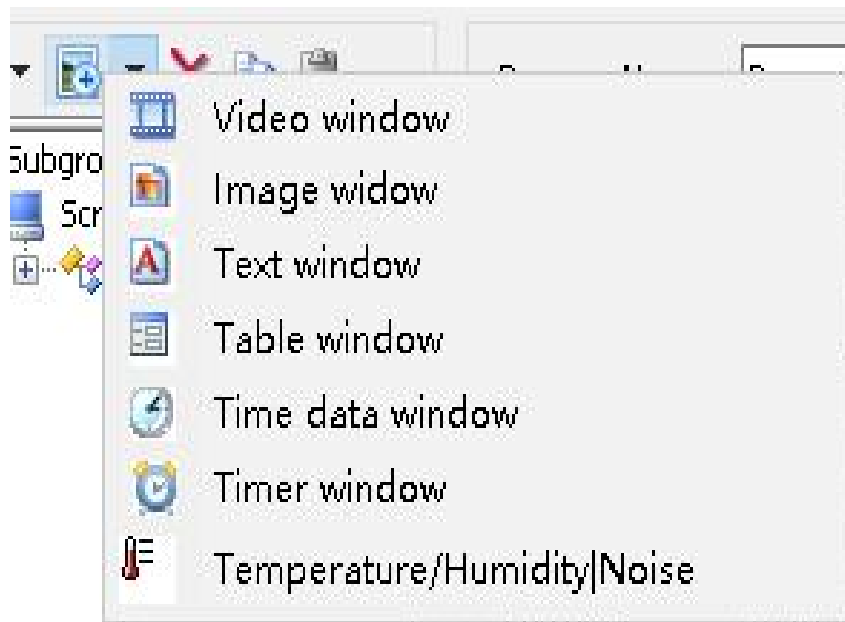 Subgro
Scr
Video window
Image widow
Text window
Table window
Time data window
Timer window
Temperature/Humidity|Noise